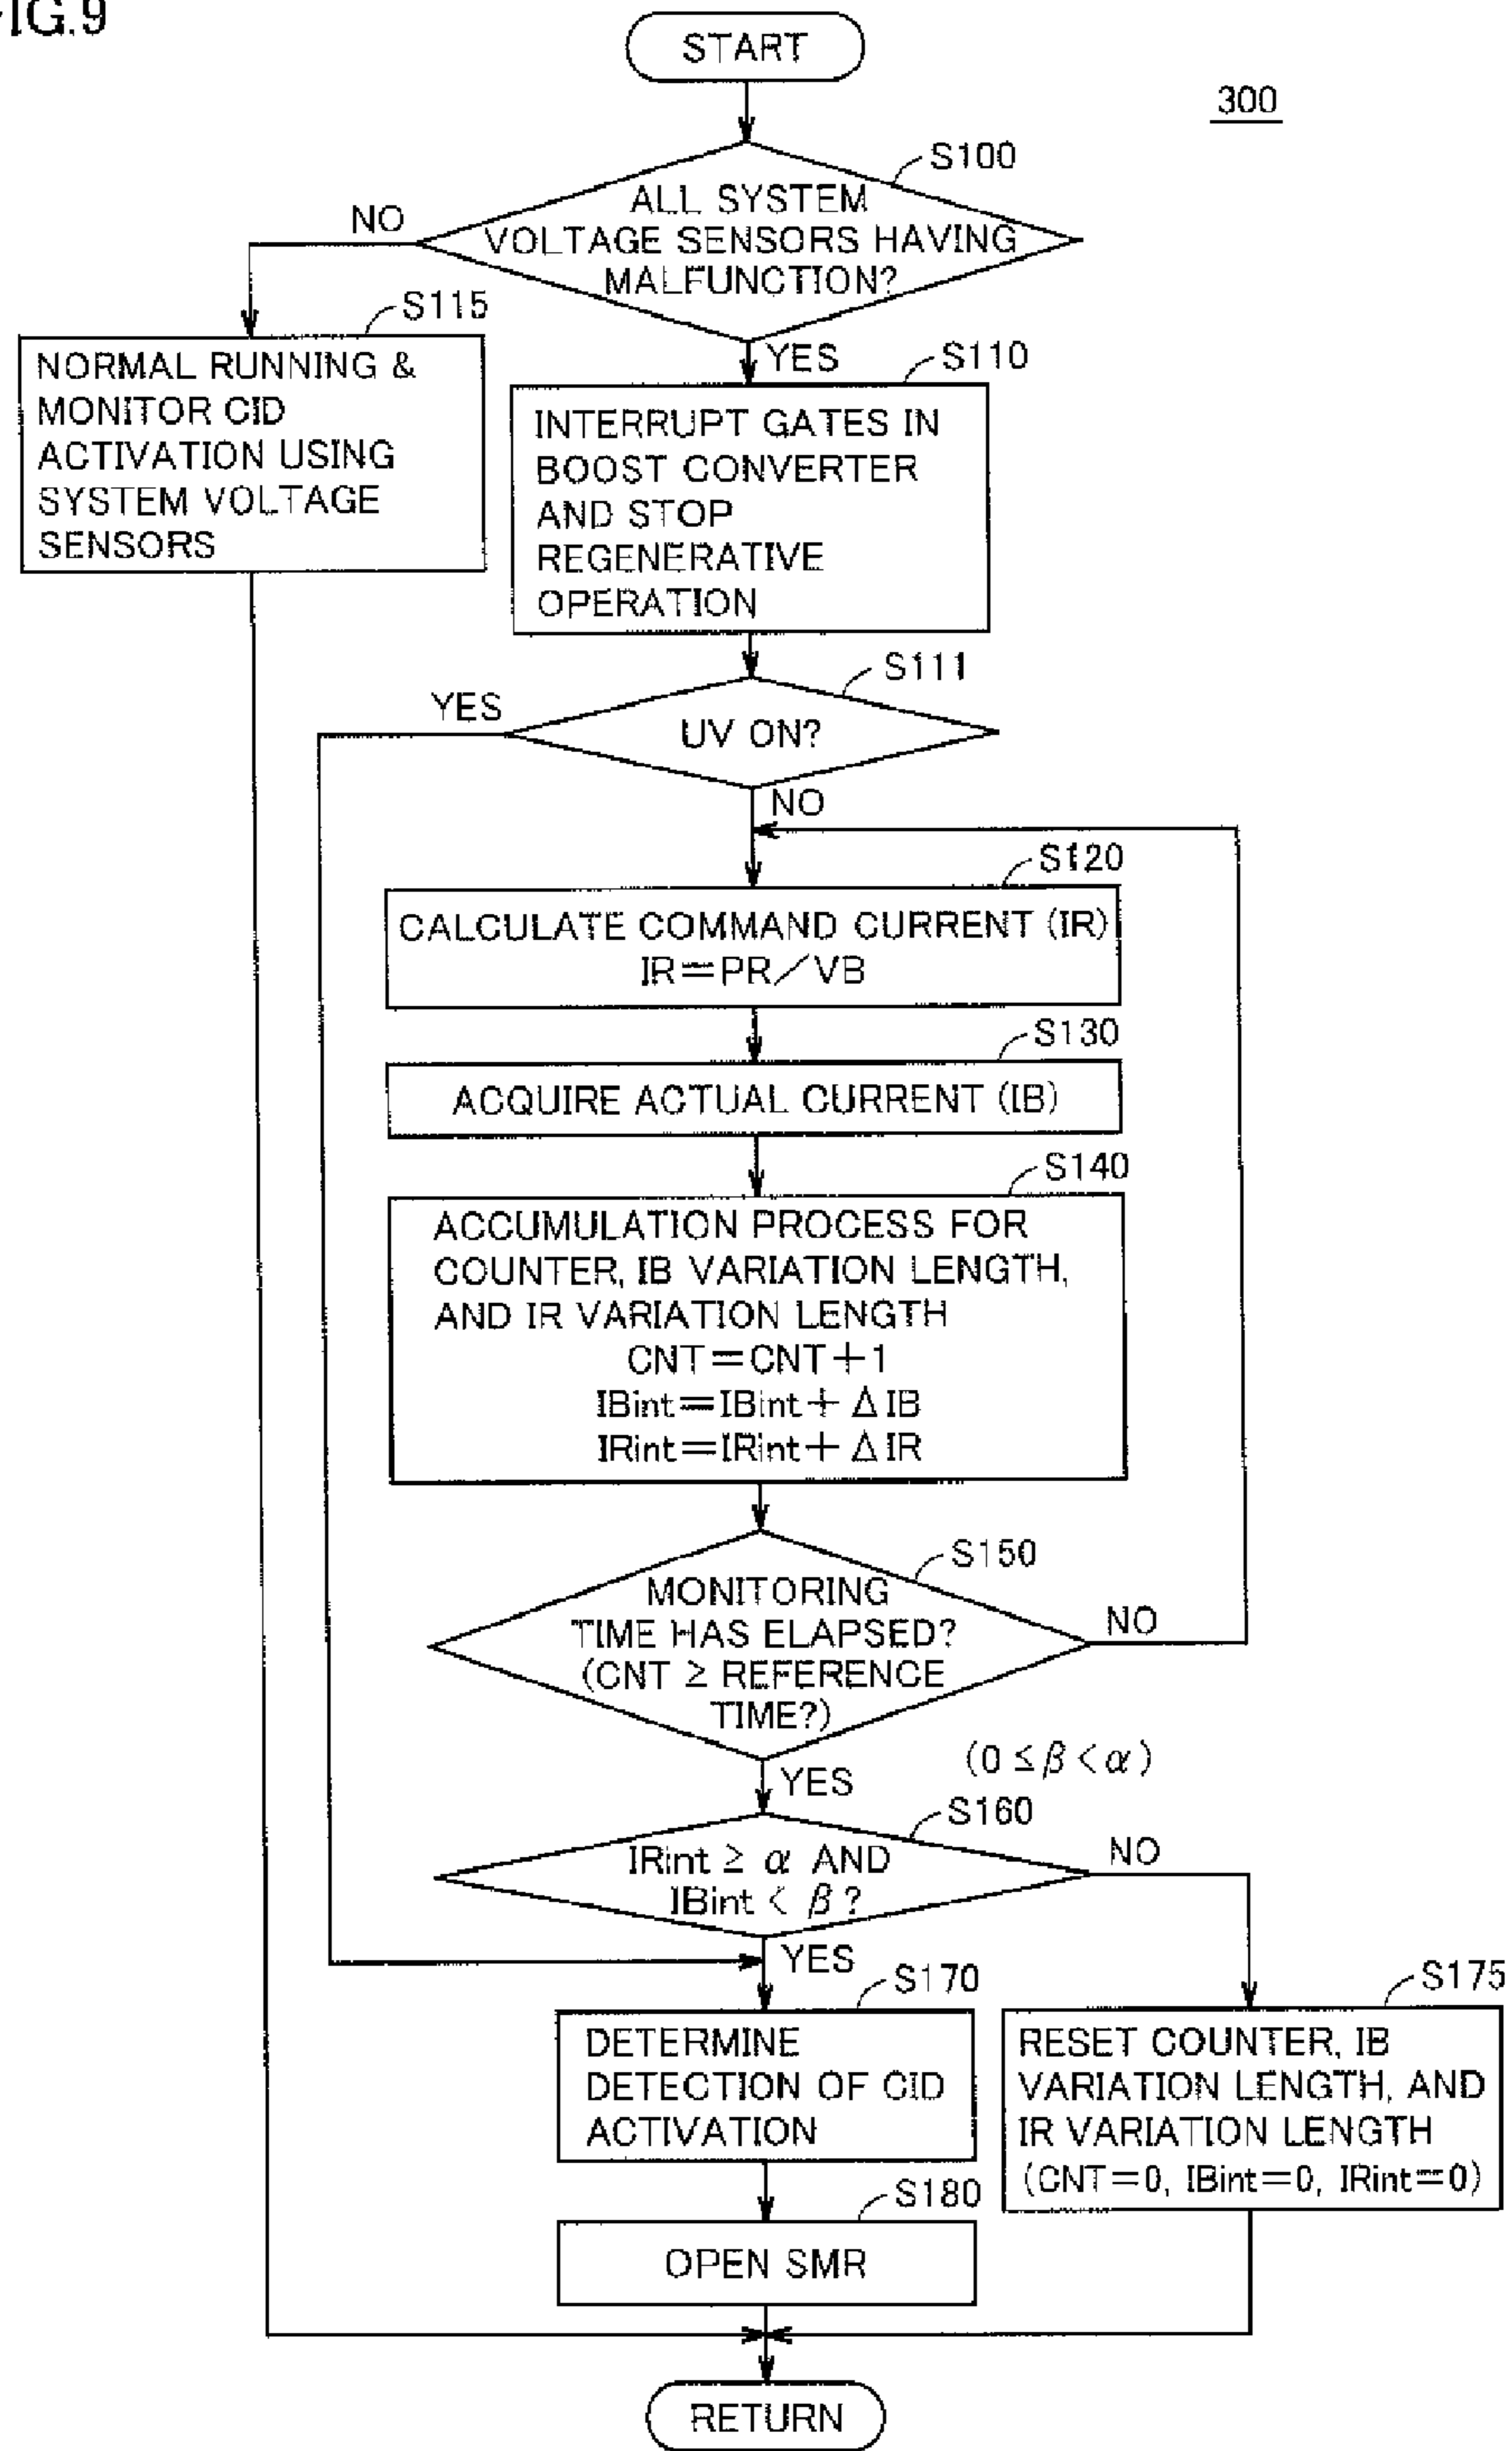 FIG.9
START
300
S100
ALL SYSTEM
VOLTAGE SENSORS HAVING
MALFUNCTION?
NO
S115
NORMAL RUNNING &
MONITOR CID
ACTIVATION USING
SYSTEM VOLTAGE
SENSORS
YES
S110
INTERRUPT GATES IN
BOOST CONVERTER
AND STOP
REGENERATIVE
OPERATION
S111
YES
UV ON?
NO
S120
CALCULATE COMMAND CURRENT (IR)
IR=PR/VB
S130
ACQUIRE ACTUAL CURRENT (IB)
S140
ACCUMULATION PROCESS FOR
COUNTER, IB VARIATION LENGTH,
AND IR VARIATION LENGTH
CNT=CNT+1
IBint=IBint+ΔIB
IRint=IRint+ΔIR
S150
MONITORING
TIME HAS ELAPSED?
(CNT ≥ REFERENCE
TIME?)
NO
YES
(0 ≤ β < α)
S160
IRint ≥ α AND
IBint < β ?
NO
YES
S170
DETERMINE
DETECTION OF CID
ACTIVATION
S175
RESET COUNTER, IB
VARIATION LENGTH, AND
IR VARIATION LENGTH
(CNT=0, IBint=0, IRint=0)
S180
OPEN SMR
RETURN